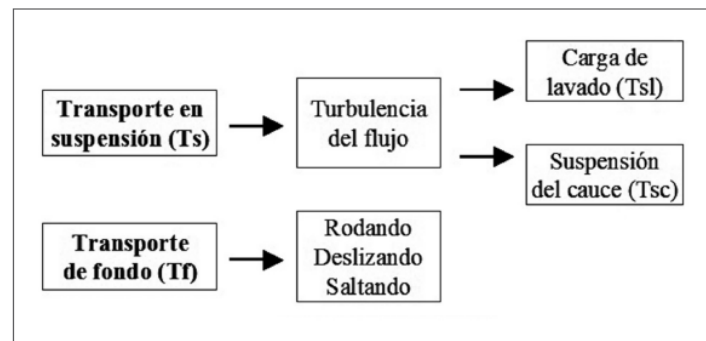 Transporte en
suspensión (Ts)
Turbulencia
del flujo
Carga de
lavado (Tsl)
Suspensión
del cauce (Tsc)
Transporte
de fondo (Tf)
Rodando
Deslizando
Saltando